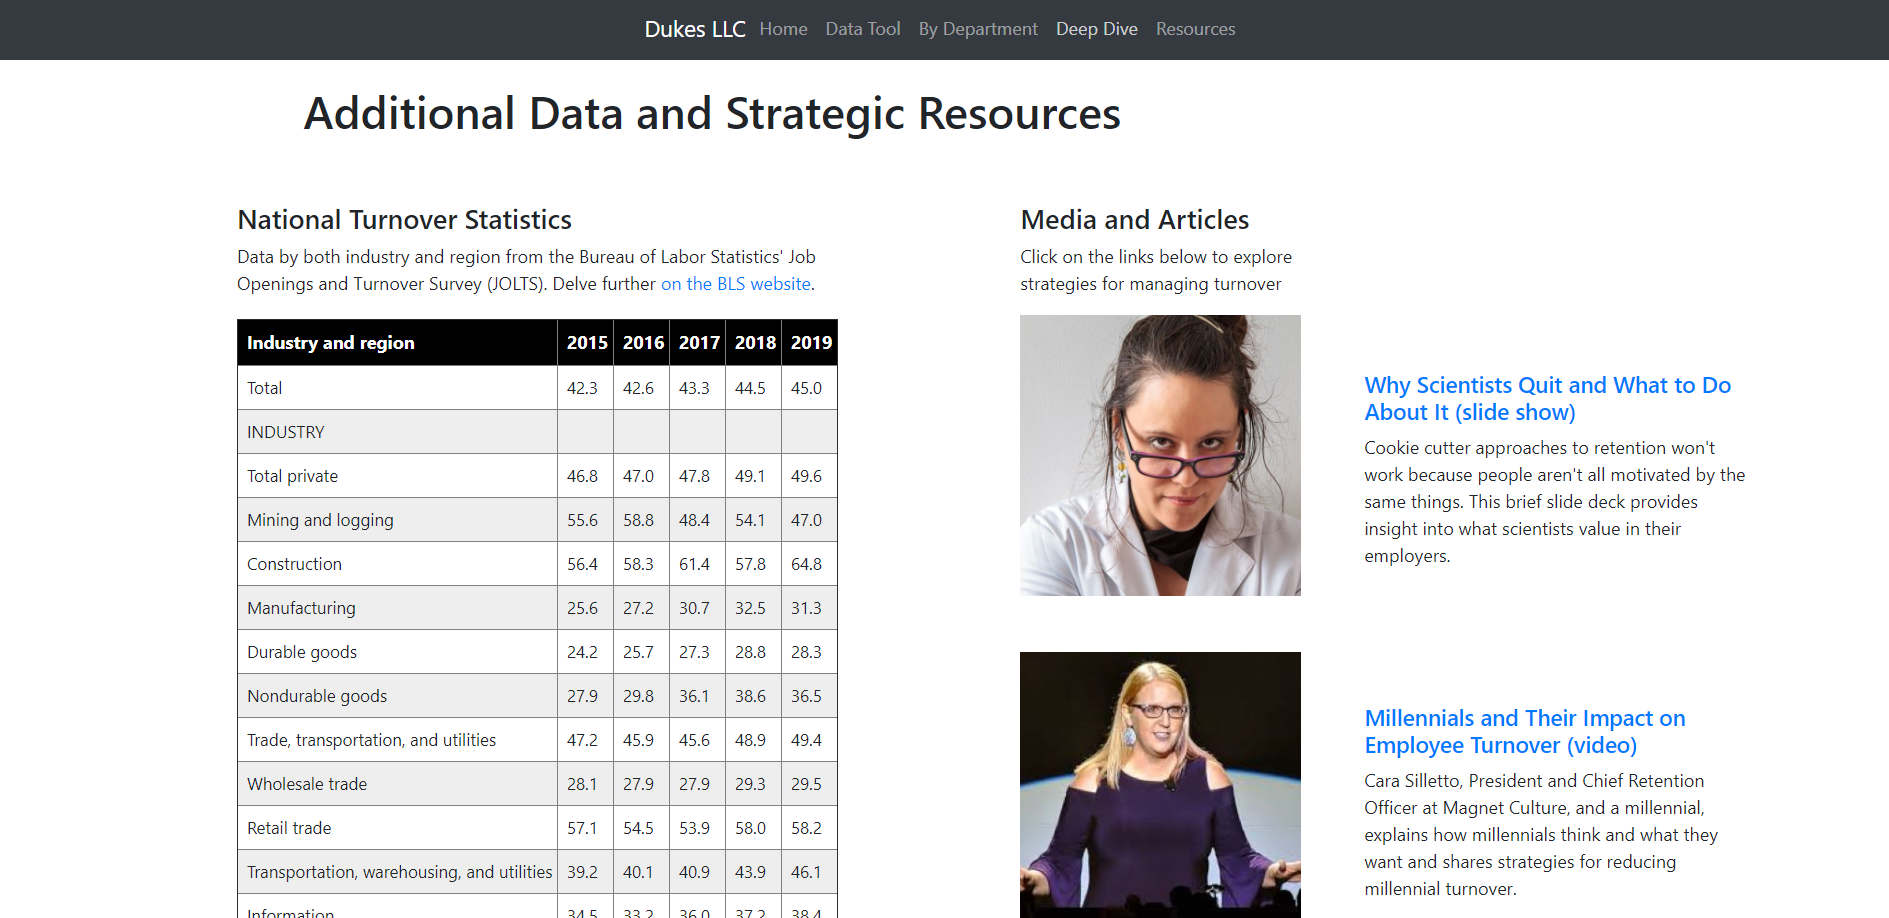 Dukes LLC Home Data Tool By Department Deep Dive Resources
Additional Data and Strategic Resources
National Turnover Statistics
Data by both industry and region from the Bureau of Labor Statistics' Job
Openings and Turnover Survey (JOLTS). Delve further on the BLS website.
Industry and region 2015 2016 2017 2018 2019
Total 42.3 42.6 43.3 44.5 45.0
INDUSTRY
Total private 46.8 47.0 47.8 49.1 49.6
Mining and logging 55.6 58.8 48.4 54.1 47.0
Construction 56.4 58.3 61.4 57.8 64.8
Manufacturing 25.6 27.2 30.7 32.5 31.3
Durable goods 24.2 25.7 27.3 28.8 28.3
Nondurable goods 27.9 29.8 36.1 38.6 36.5
Trade, transportation, and utilities 47.2 45.9 45.6 48.9 49.4
Wholesale trade 28.1 27.9 27.9 29.3 29.5
Retail trade 57.1 54.5 53.9 58.0 58.2
Transportation, warehousing, and utilities 39.2 40.1 40.9 43.9 46.1
Information 34.5 33.2 36.0 37.2 38.4
Media and Articles
Click on the links below to explore
strategies for managing turnover
Why Scientists Quit and What to Do
About It (slide show)
Cookie cutter approaches to retention won't
work because people aren't all motivated by the
same things. This brief slide deck provides
insight into what scientists value in their
employers.
Millennials and Their Impact on
Employee Turnover (video)
Cara Silletto, President and Chief Retention
Officer at Magnet Culture, and a millennial,
explains how millennials think and what they
want and shares strategies for reducing
millennial turnover.